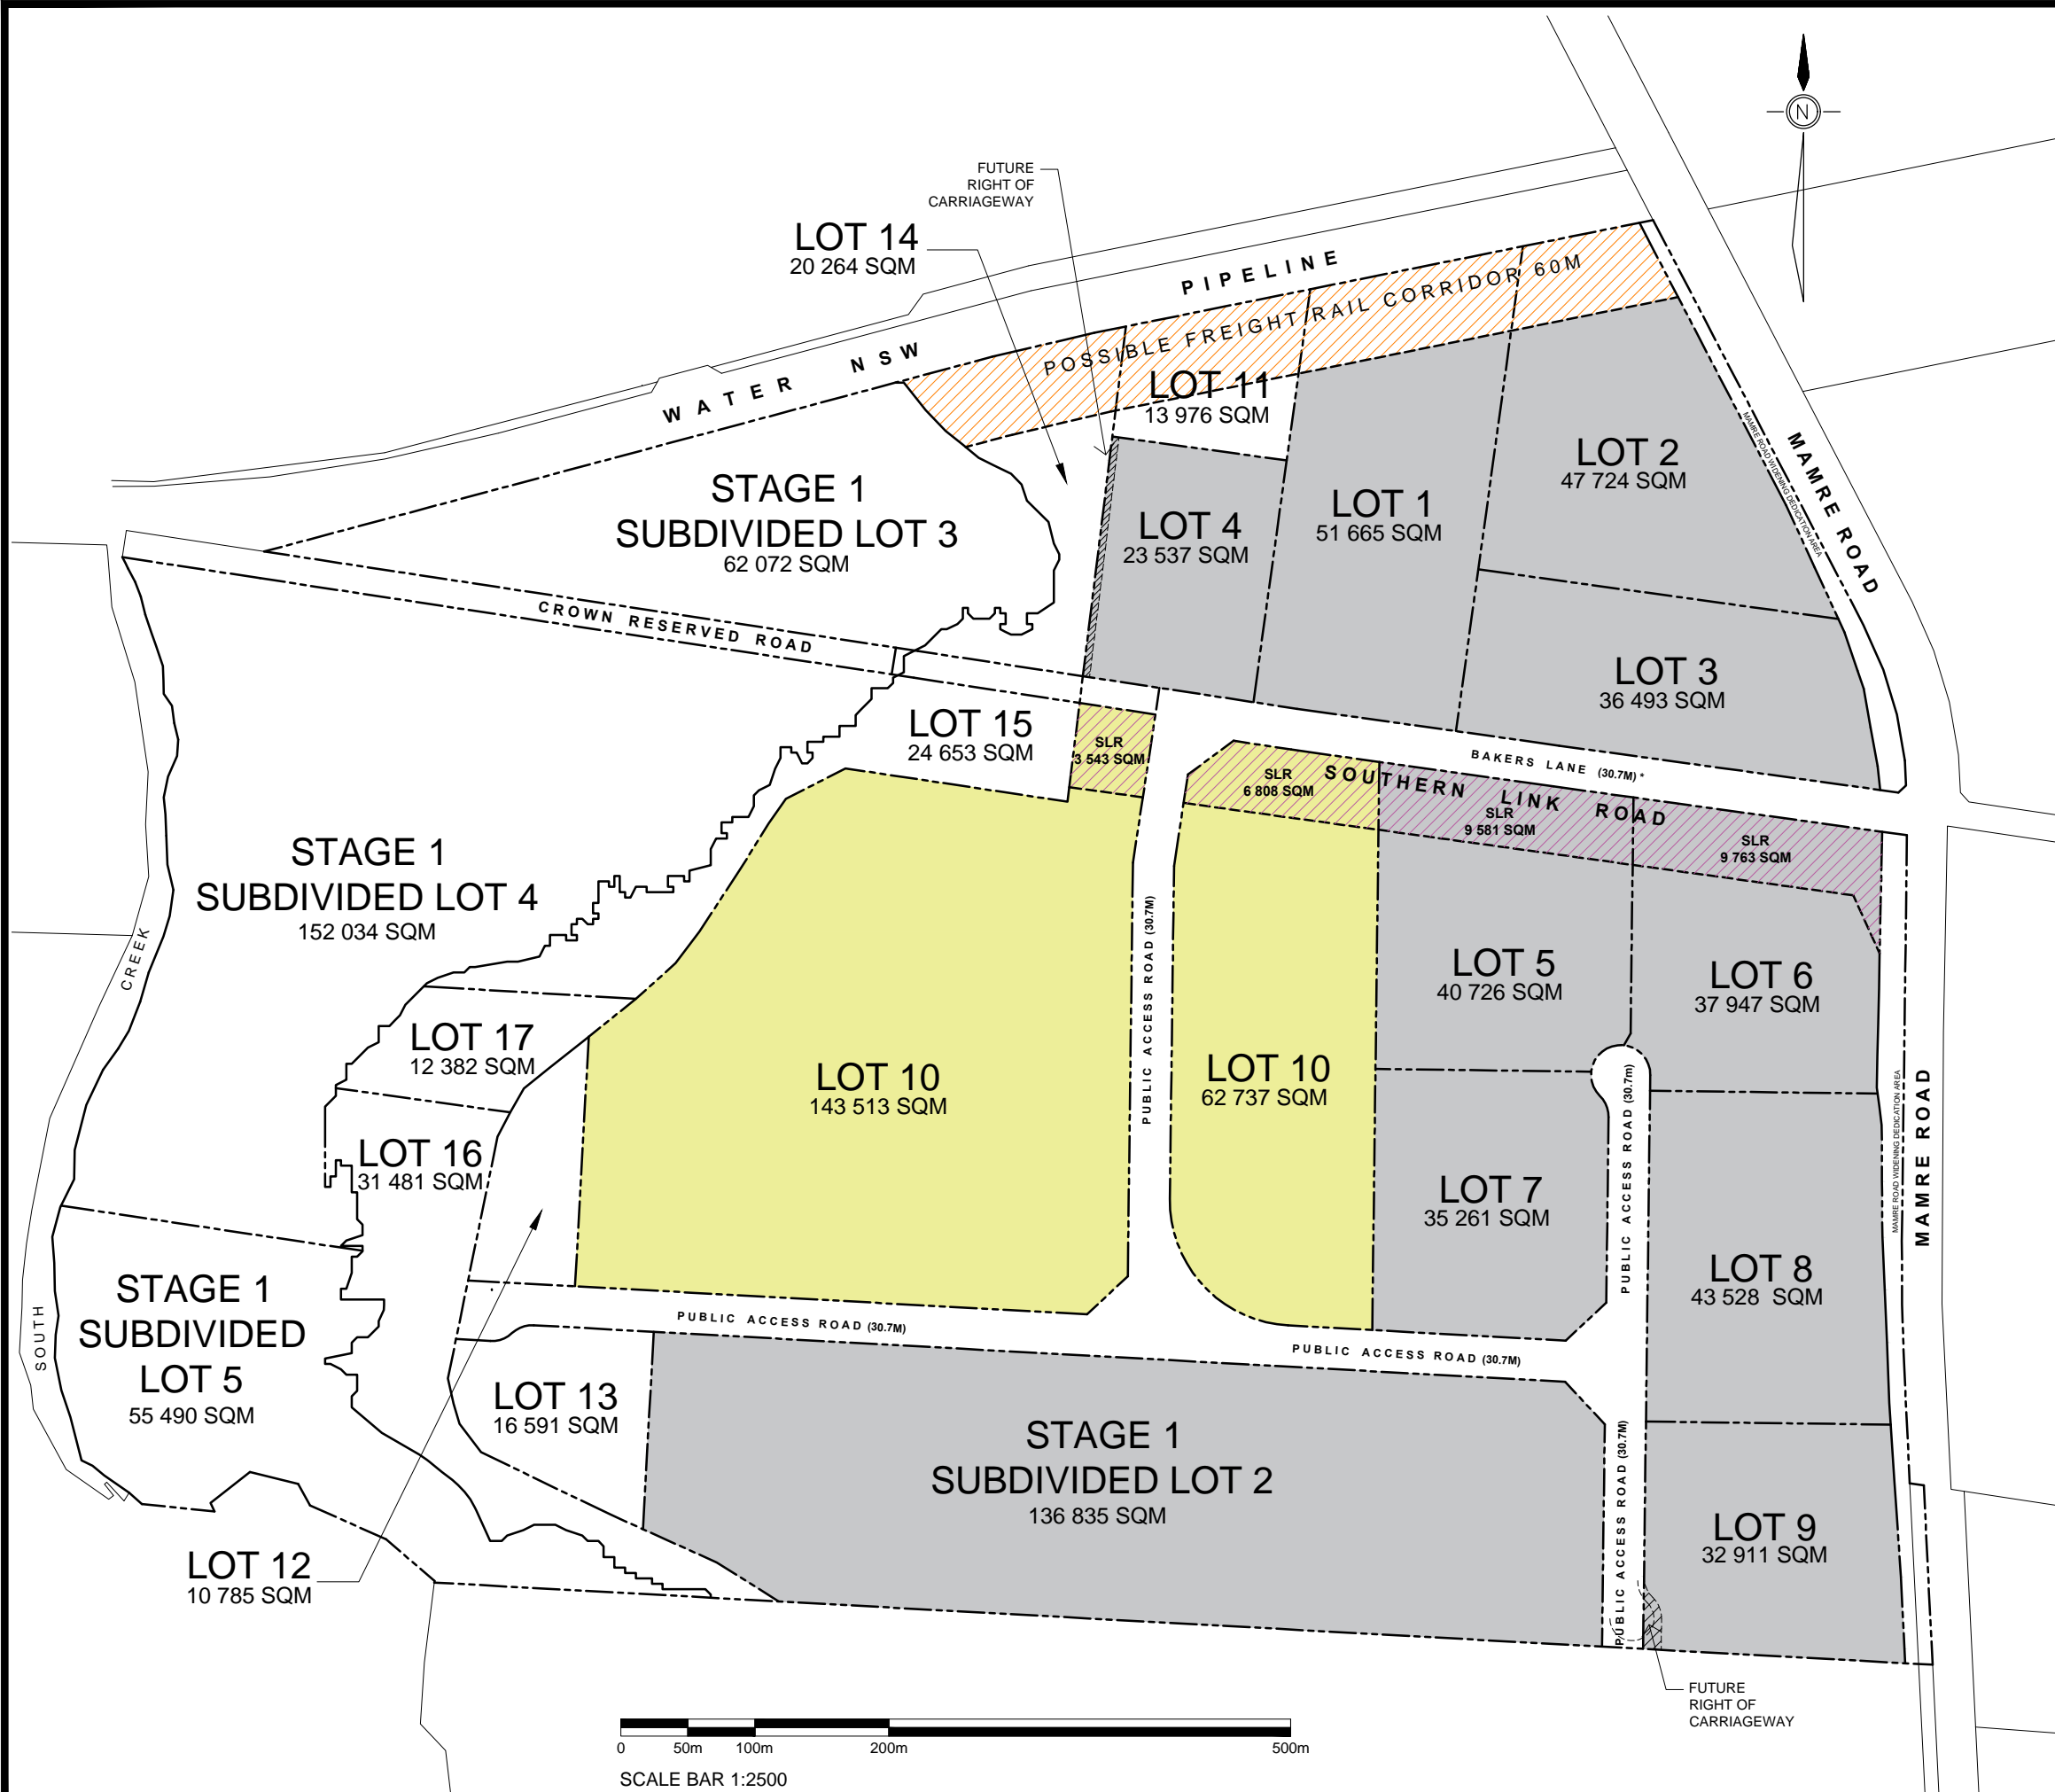 N
FUTURE
RIGHT OF
CARRIAGEWAY
LOT 14
20 264 SQM
WATER NSW PIPELINE
POSSIBLE FREIGHT RAIL CORRIDOR 60M
LOT 11
13 976 SQM
LOT 2
47 724 SQM
MAMRE ROAD WIDENING DEDICATION AREA
MAMRE ROAD
STAGE 1
SUBDIVIDED LOT 3
62 072 SQM
LOT 4
23 537 SQM
LOT 1
51 665 SQM
CROWN RESERVED ROAD
LOT 3
36 493 SQM
LOT 15
24 653 SQM
SLR
3 543 SQM
SLR
6 808 SQM
BAKERS LANE (30.7M) *
SOUTHERN LINK ROAD
SLR
9 581 SQM
SLR
9 763 SQM
STAGE 1
SUBDIVIDED LOT 4
152 034 SQM
SOUTH CREEK
PUBLIC ACCESS ROAD (30.7M)
LOT 5
40 726 SQM
LOT 6
37 947 SQM
LOT 17
12 382 SQM
LOT 10
143 513 SQM
LOT 10
62 737 SQM
PUBLIC ACCESS ROAD (30.7m)
MAMRE ROAD WIDENING DEDICATION AREA
MAMRE ROAD
LOT 16
31 481 SQM
LOT 7
35 261 SQM
LOT 8
43 528 SQM
STAGE 1
SUBDIVIDED
LOT 5
55 490 SQM
PUBLIC ACCESS ROAD (30.7M)
PUBLIC ACCESS ROAD (30.7M)
LOT 13
16 591 SQM
STAGE 1
SUBDIVIDED LOT 2
136 835 SQM
PUBLIC ACCESS ROAD (30.7M)
LOT 9
32 911 SQM
LOT 12
10 785 SQM
FUTURE
RIGHT OF
CARRIAGEWAY
0 50m 100m 200m 500m
SCALE BAR 1:2500